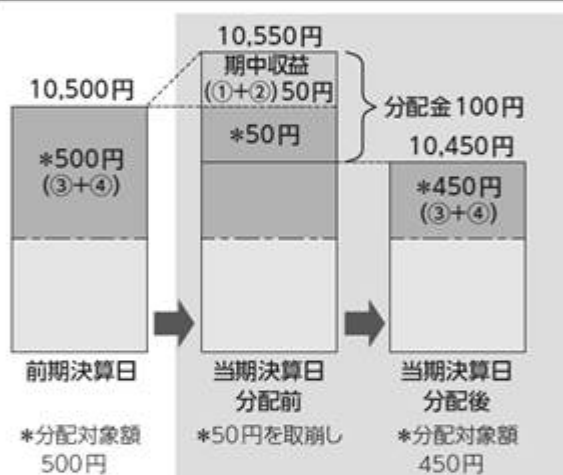 10,500円
*500円
(③+④)
前期決算日
*分配対象額
500円
10,550円
期中収益
(①+②)50円
*50円
分配金100円
当期決算日
分配前
*50円を取崩し
10,450円
*450円
(③+④)
当期決算日
分配後
*分配対象額
450円